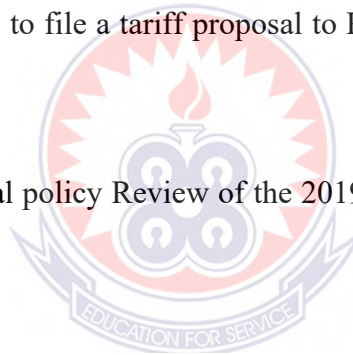 to file a tariff proposal to
al policy Review of the 2019
EDUCATION FOR SERVICE